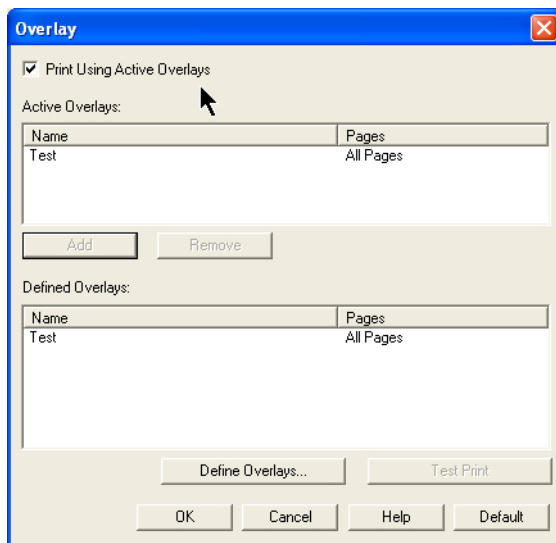 Overlay
Print Using Active Overlays
Active Overlays:
Name Pages
Test All Pages
Add Remove
Defined Overlays:
Name Pages
Test All Pages
Define Overlays... Test Print
OK Cancel Help Default